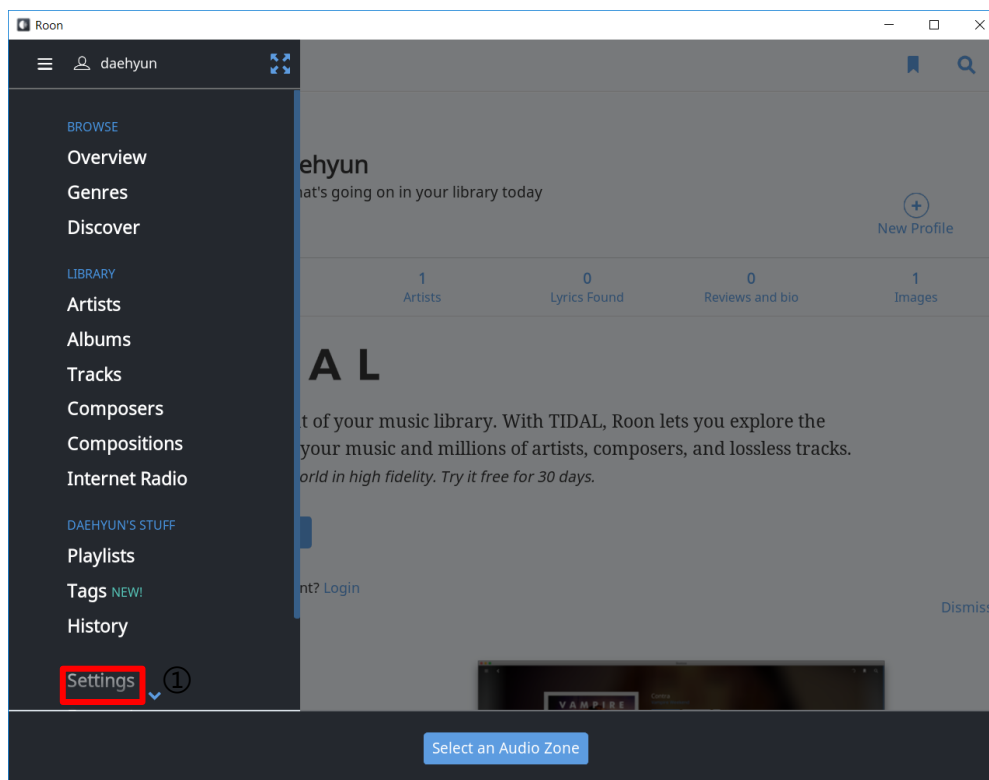 Roon
daehyun
BROWSE
Overview
Genres
Discover
LIBRARY
Artists
Albums
Tracks
Composers
Compositions
Internet Radio
DAEHYUN'S STUFF
Playlists
Tags NEW!
History
Settings ①
ehyun
at's going on in your library today
New Profile
1
Artists
0
Lyrics Found
0
Reviews and bio
1
Images
A L
t of your music library. With TIDAL, Roon lets you explore the
your music and millions of artists, composers, and lossless tracks.
orld in high fidelity. Try it free for 30 days.
nt? Login
Dismis
VAMPIRE
Select an Audio Zone